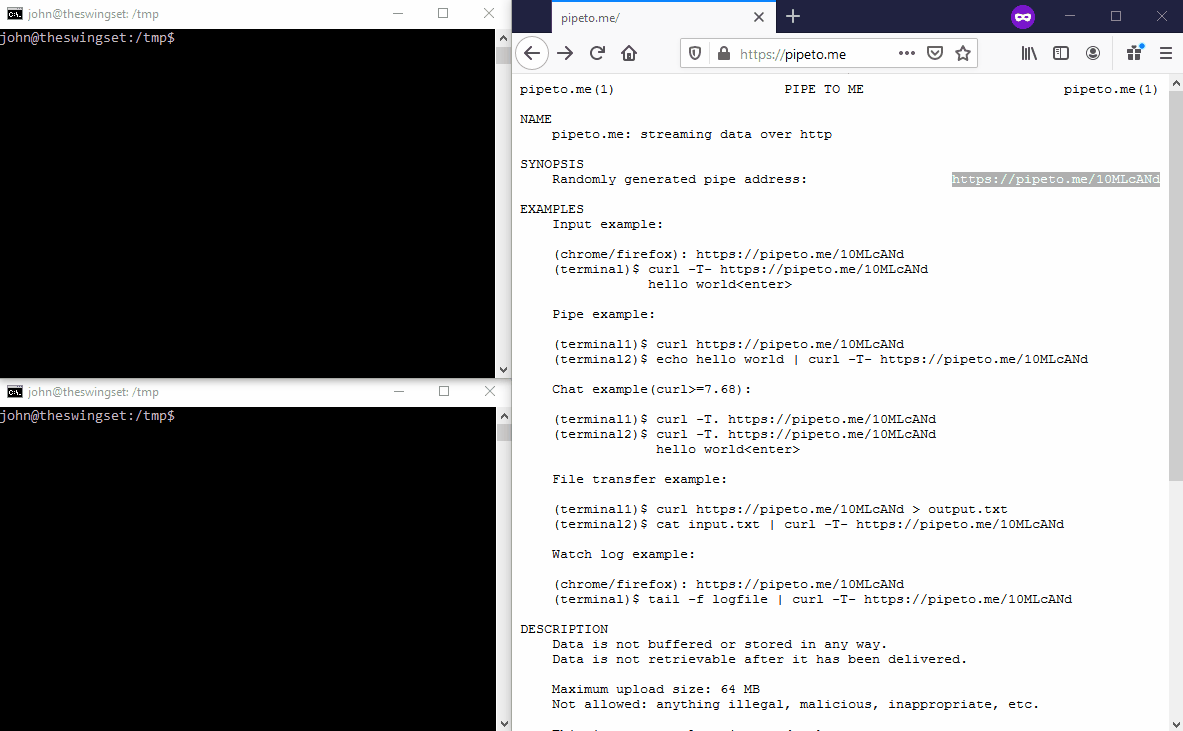 john@theswingset: /tmp
john@theswingset:/tmp$
john@theswingset: /tmp
john@theswingset:/tmp$
pipeto.me/
https://pipeto.me
pipeto.me(1) PIPE TO ME pipeto.me(1)
NAME
pipeto.me: streaming data over http
SYNOPSIS
Randomly generated pipe address: https://pipeto.me/10MLcANd
EXAMPLES
Input example:
(chrome/firefox): https://pipeto.me/10MLcANd
(terminal)$ curl -T- https://pipeto.me/10MLcANd
hello world<enter>
Pipe example:
(terminal1)$ curl https://pipeto.me/10MLcANd
(terminal2)$ echo hello world | curl -T- https://pipeto.me/10MLcANd
Chat example(curl>=7.68):
(terminal1)$ curl -T. https://pipeto.me/10MLcANd
(terminal2)$ curl -T. https://pipeto.me/10MLcANd
hello world<enter>
File transfer example:
(terminal1)$ curl https://pipeto.me/10MLcANd > output.txt
(terminal2)$ cat input.txt | curl -T- https://pipeto.me/10MLcANd
Watch log example:
(chrome/firefox): https://pipeto.me/10MLcANd
(terminal)$ tail -f logfile | curl -T- https://pipeto.me/10MLcANd
DESCRIPTION
Data is not buffered or stored in any way.
Data is not retrievable after it has been delivered.
Maximum upload size: 64 MB
Not allowed: anything illegal, malicious, inappropriate, etc.